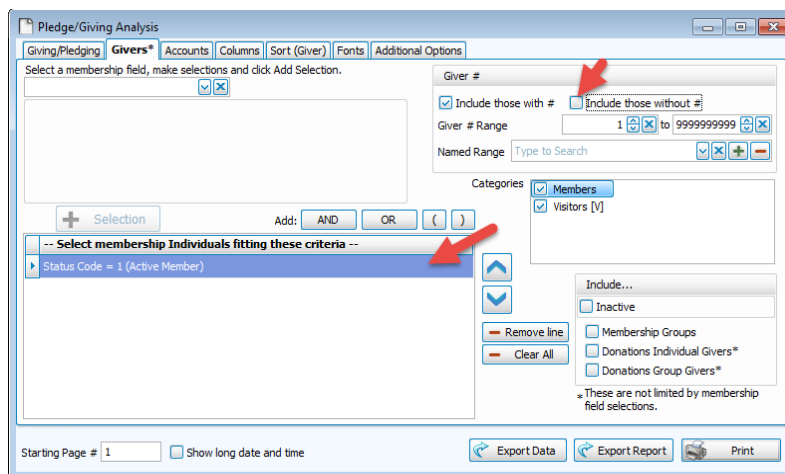 Pledge/Giving Analysis
Giving/Pledging Givers* Accounts Columns Sort (Giver) Fonts Additional Options
Select a membership field, make selections and click Add Selection.
Giver #
Include those with # Include those without #
Giver # Range 1 to 9999999999
Named Range Type to Search
Categories Members
Visitors [V]
Selection Add: AND OR ( )
-- Select membership Individuals fitting these criteria --
Status Code = 1 (Active Member)
Include...
Inactive
Remove line Membership Groups
Clear All Donations Individual Givers*
Donations Group Givers*
* These are not limited by membership
field selections.
Starting Page # 1 Show long date and time Export Data Export Report Print